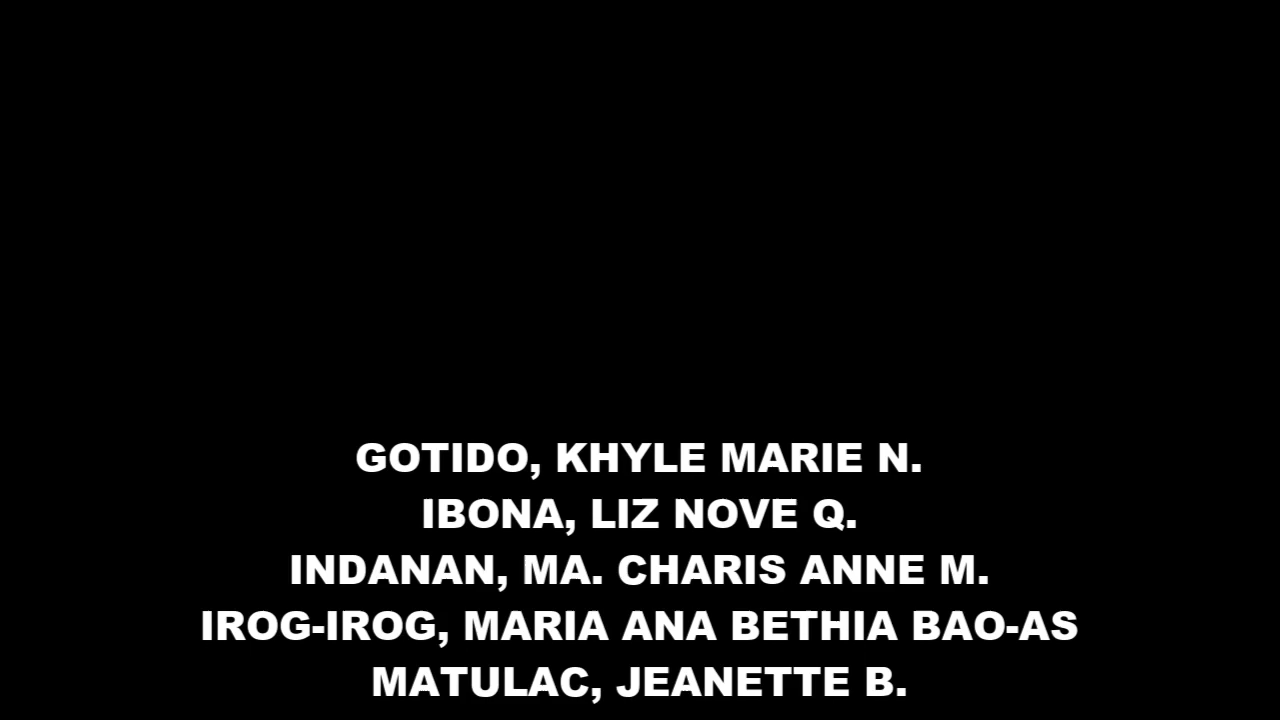 GOTIDO, KHYLE MARIE N.
IBONA, LIZ NOVE Q.
INDANAN, MA. CHARIS ANNE M.
IROG-IROG, MARIA ANA BETHIA BAO-AS
MATULAC, JEANETTE B.